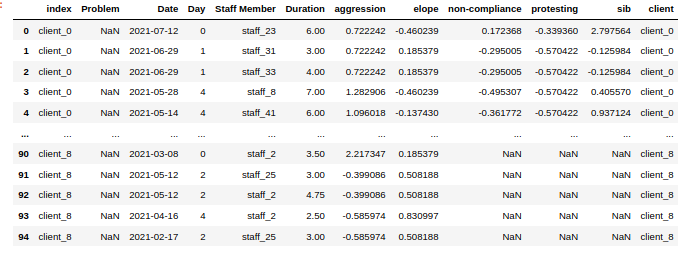 index Problem Date Day Staff Member Duration aggression elope non-compliance protesting sib client
0 client_0 NaN 2021-07-12 0 staff_23 6.00 0.722242 -0.460239 0.172368 -0.339360 2.797564 client_0
1 client_0 NaN 2021-06-29 1 staff_31 3.00 0.722242 0.185379 -0.295005 -0.570422 -0.125984 client_0
2 client_0 NaN 2021-06-29 1 staff_33 4.00 0.722242 0.185379 -0.295005 -0.570422 -0.125984 client_0
3 client_0 NaN 2021-05-28 4 staff_8 7.00 1.282906 -0.460239 -0.495307 -0.570422 0.405570 client_0
4 client_0 NaN 2021-05-14 4 staff_41 6.00 1.096018 -0.137430 -0.361772 -0.570422 0.937124 client_0
... ... ... ... ... ... ... ... ... ... ... ... ...
90 client_8 NaN 2021-03-08 0 staff_2 3.50 2.217347 0.185379 NaN NaN NaN client_8
91 client_8 NaN 2021-05-12 2 staff_25 3.00 -0.399086 0.508188 NaN NaN NaN client_8
92 client_8 NaN 2021-05-12 2 staff_2 4.75 -0.399086 0.508188 NaN NaN NaN client_8
93 client_8 NaN 2021-04-16 4 staff_2 2.50 -0.585974 0.830997 NaN NaN NaN client_8
94 client_8 NaN 2021-02-17 2 staff_25 3.00 -0.585974 0.508188 NaN NaN NaN client_8